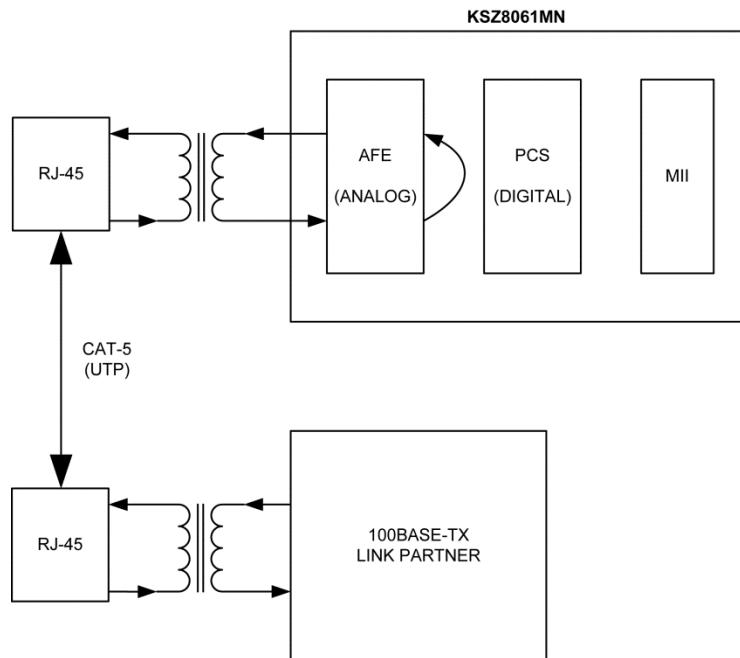 KSZ8061MN
RJ-45
AFE
(ANALOG)
PCS
(DIGITAL)
MII
CAT-5
(UTP)
RJ-45
100BASE-TX
LINK PARTNER